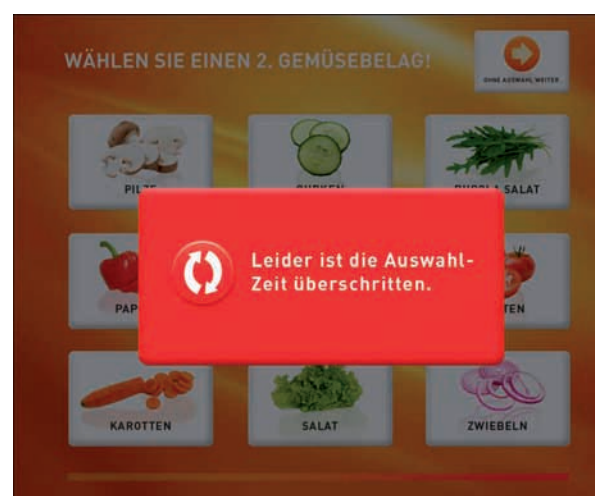 WÄHLEN SIE EINEN 2. GEMÜSEBELAG!
OHNE AUSWAHL WEITER
PILZE
GURKEN
RUCOLA SALAT
Leider ist die Auswahl-
Zeit überschritten.
PAP
TEN
KAROTTEN
SALAT
ZWIEBELN